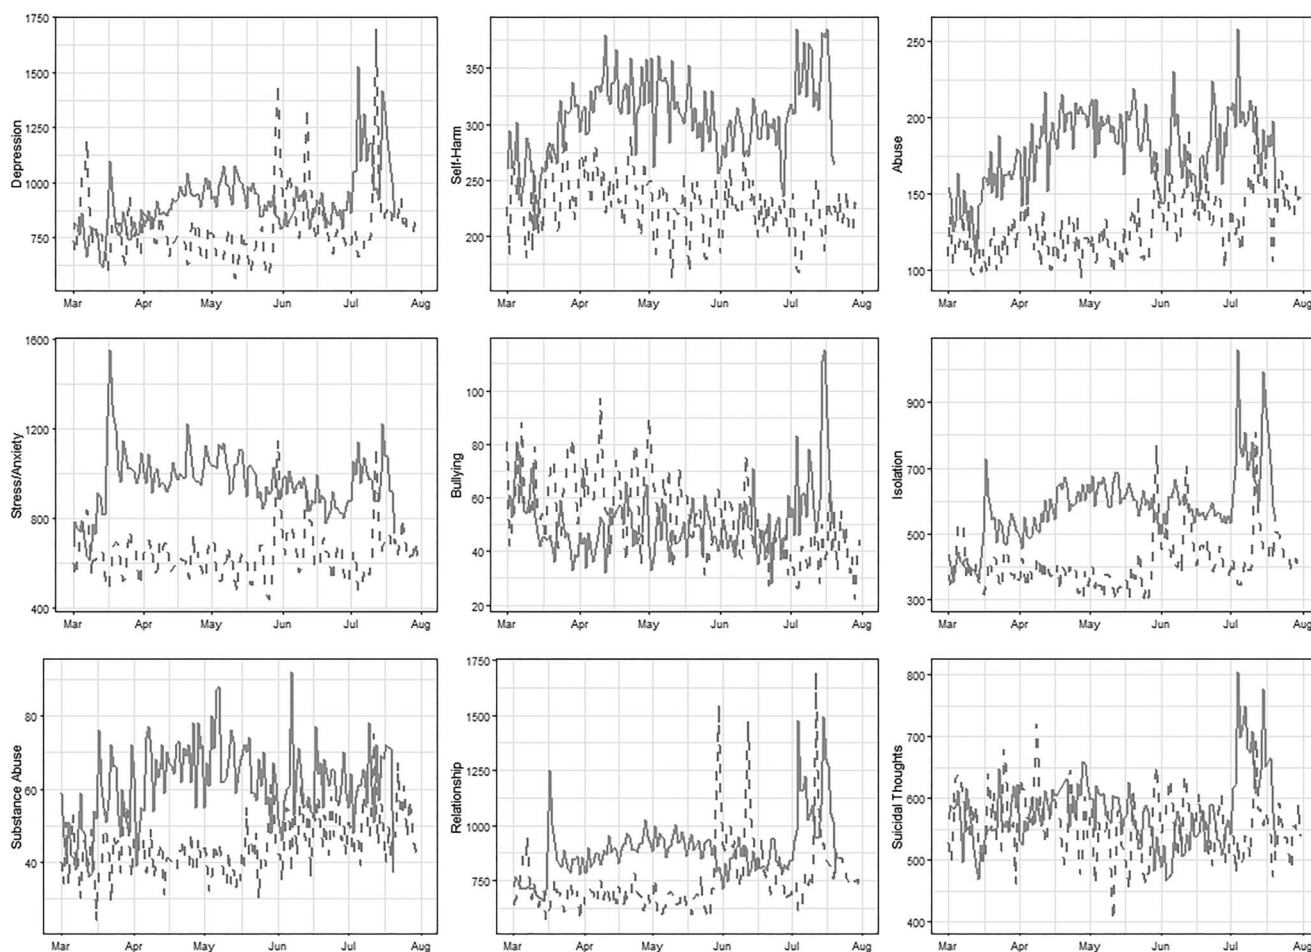 Depression
1750
1500
1250
1000
750
Mar Apr May Jun Jul Aug
Self-Harm
350
300
250
200
Mar Apr May Jun Jul Aug
Abuse
250
200
150
100
Mar Apr May Jun Jul Aug
Stress/Anxiety
1600
1200
800
400
Mar Apr May Jun Jul Aug
Bullying
100
80
60
40
20
Mar Apr May Jun Jul Aug
Isolation
900
700
500
300
Mar Apr May Jun Jul Aug
Substance Abuse
80
60
40
Mar Apr May Jun Jul Aug
Relationship
1750
1500
1250
1000
750
Mar Apr May Jun Jul Aug
Suicidal Thoughts
800
700
600
500
400
Mar Apr May Jun Jul Aug